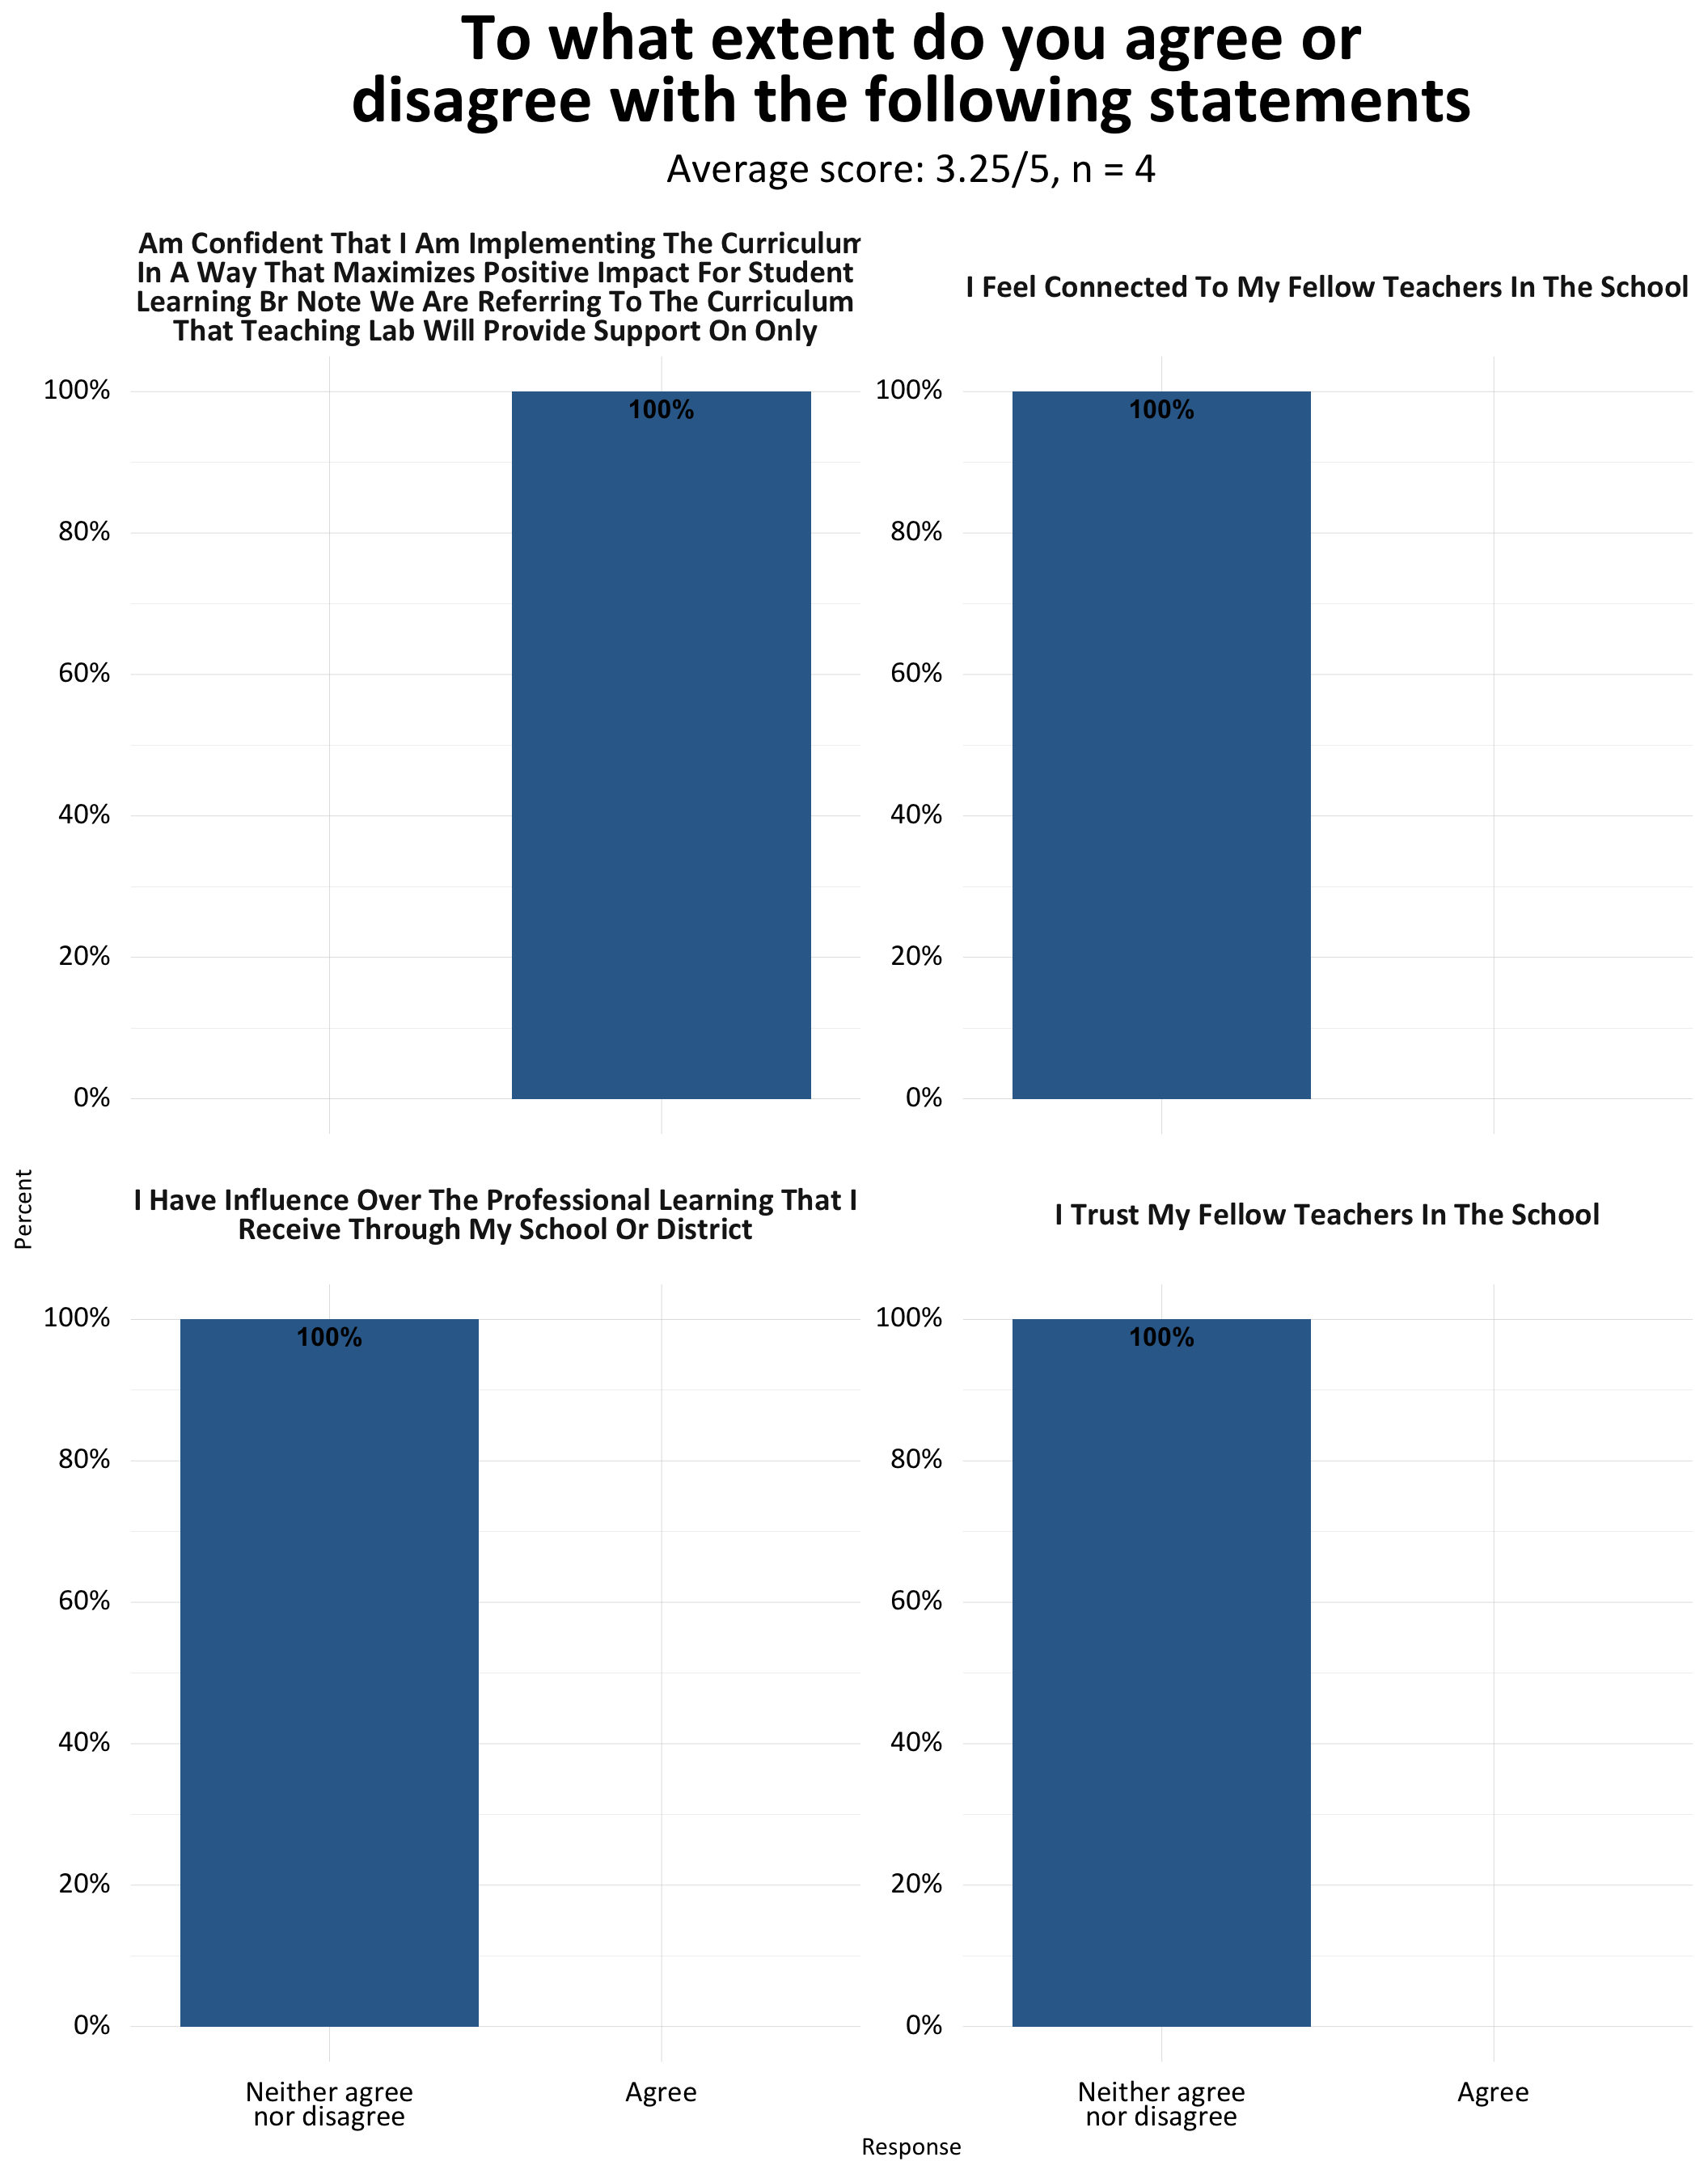 To what extent do you agree or
disagree with the following statements
Average score: 3.25/5, n = 4
Am Confident That I Am Implementing The Curriculum
In A Way That Maximizes Positive Impact For Student
Learning Br Note We Are Referring To The Curriculum
That Teaching Lab Will Provide Support On Only
100%
100%
80%
60%
40%
20%
0%
I Feel Connected To My Fellow Teachers In The School
100%
100%
80%
60%
40%
20%
0%
Percent
I Have Influence Over The Professional Learning That I
Receive Through My School Or District
100%
100%
80%
60%
40%
20%
0%
Neither agree
nor disagree
Agree
I Trust My Fellow Teachers In The School
100%
100%
80%
60%
40%
20%
0%
Neither agree
nor disagree
Agree
Response